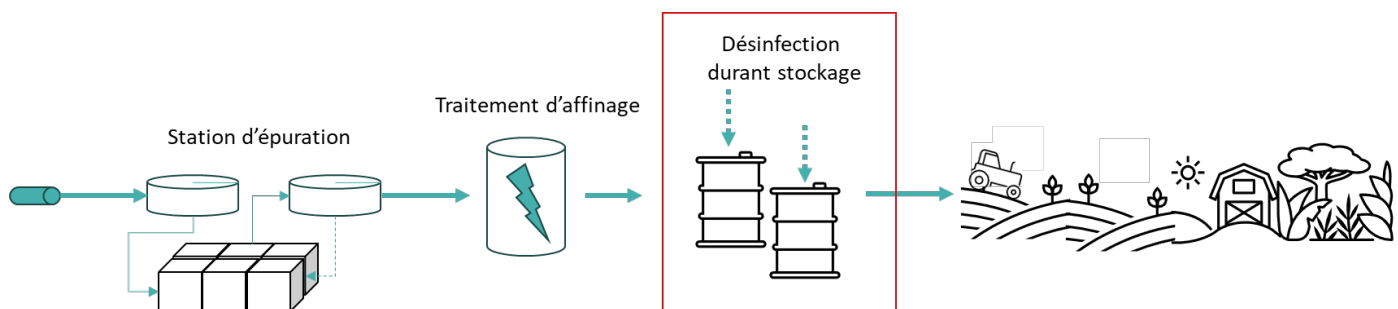 Station d’épuration
Traitement d’affinage
Désinfection
durant stockage